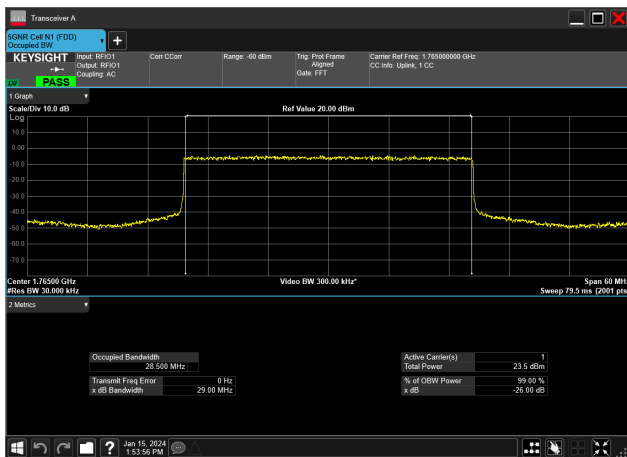 Transceiver A
5GNR Cell N1 (FDD)
Occupied BW
+
KEYSIGHT
LXI
PASS
Input: RFIO1
Output: RFIO1
Coupling: AC
Corr CCorr
Range: -60 dBm
Trig: Prot Frame
Aligned
Gate: FFT
Carrier Ref Freq: 1.765000000 GHz
CC Info: Uplink, 1 CC
1 Graph
Scale/Div 10.0 dB
Ref Value 20.00 dBm
Log
10.0
0.00
-10.0
-20.0
-30.0
-40.0
-50.0
-60.0
-70.0
Center 1.76500 GHz
Video BW 300.00 kHz*
Span 60 MHz
#Res BW 30.000 kHz
Sweep 79.5 ms (2001 pts
2 Metrics
Occupied Bandwidth
28.500 MHz
Transmit Freq Error 0 Hz
x dB Bandwidth 29.00 MHz
Active Carrier(s) 1
Total Power 23.5 dBm
% of OBW Power 99.00 %
x dB -26.00 dB
?
Jan 15, 2024
1:53:56 PM